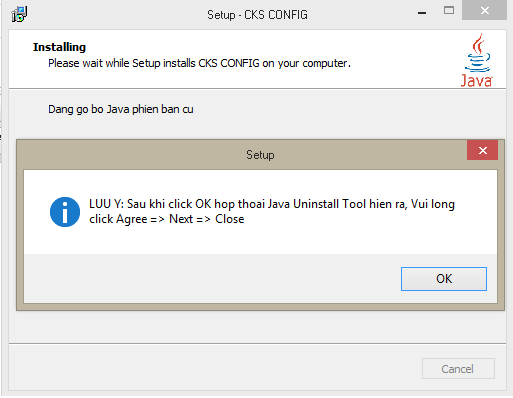 Setup - CKS CONFIG
Installing
Please wait while Setup installs CKS CONFIG on your computer.
Java
Dang go bo Java phien ban cu
Setup
LUU Y: Sau khi click OK hop thoai Java Uninstall Tool hien ra, Vui long
click Agree => Next => Close
OK
Cancel